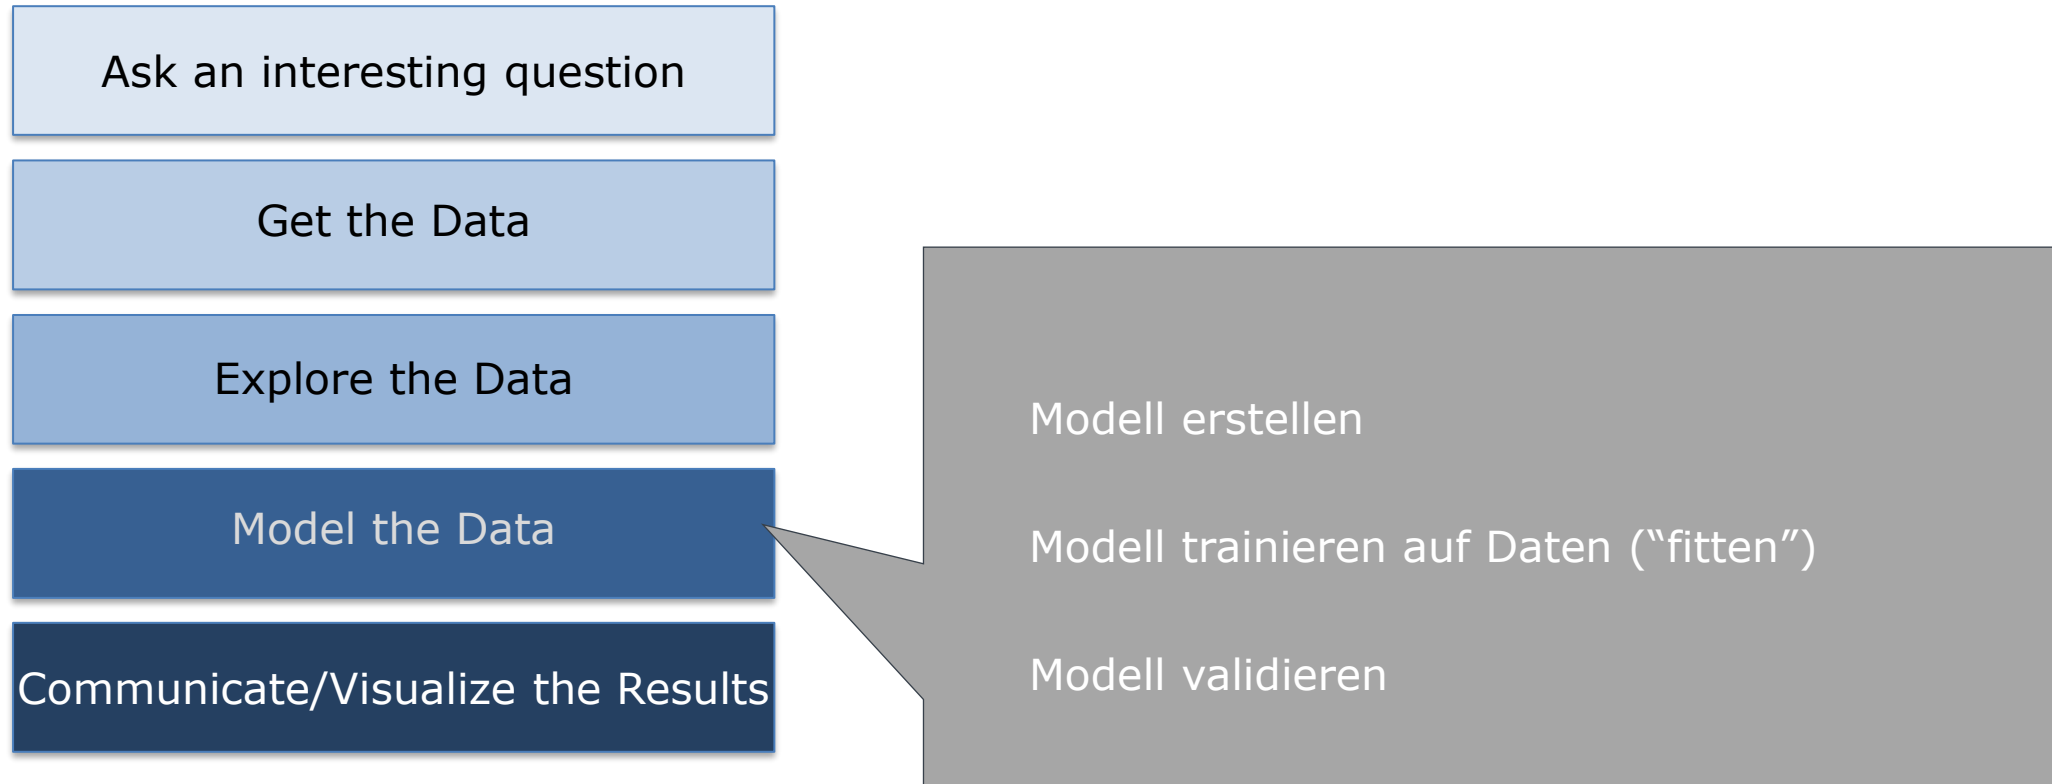 Ask an interesting question
Get the Data
Explore the Data
Model the Data
Communicate/Visualize the Results
Modell erstellen
Modell trainieren auf Daten (“fitten”)
Modell validieren